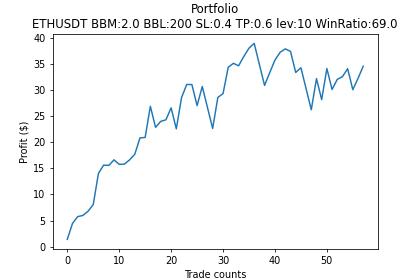 Portfolio
ETHUSDT BBM:2.0 BBL:200 SL:0.4 TP:0.6 lev:10 WinRatio:69.0
40
35
30
25
20
15
10
5
0
Profit ($)
0 10 20 30 40 50
Trade counts